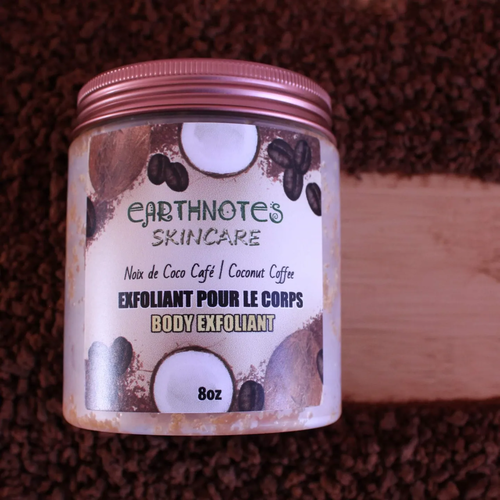 EARTHNOTES
SKINCARE
Noix de Coco Café | Coconut Coffee
EXFOLIANT POUR LE CORPS
BODY EXFOLIANT
8oz